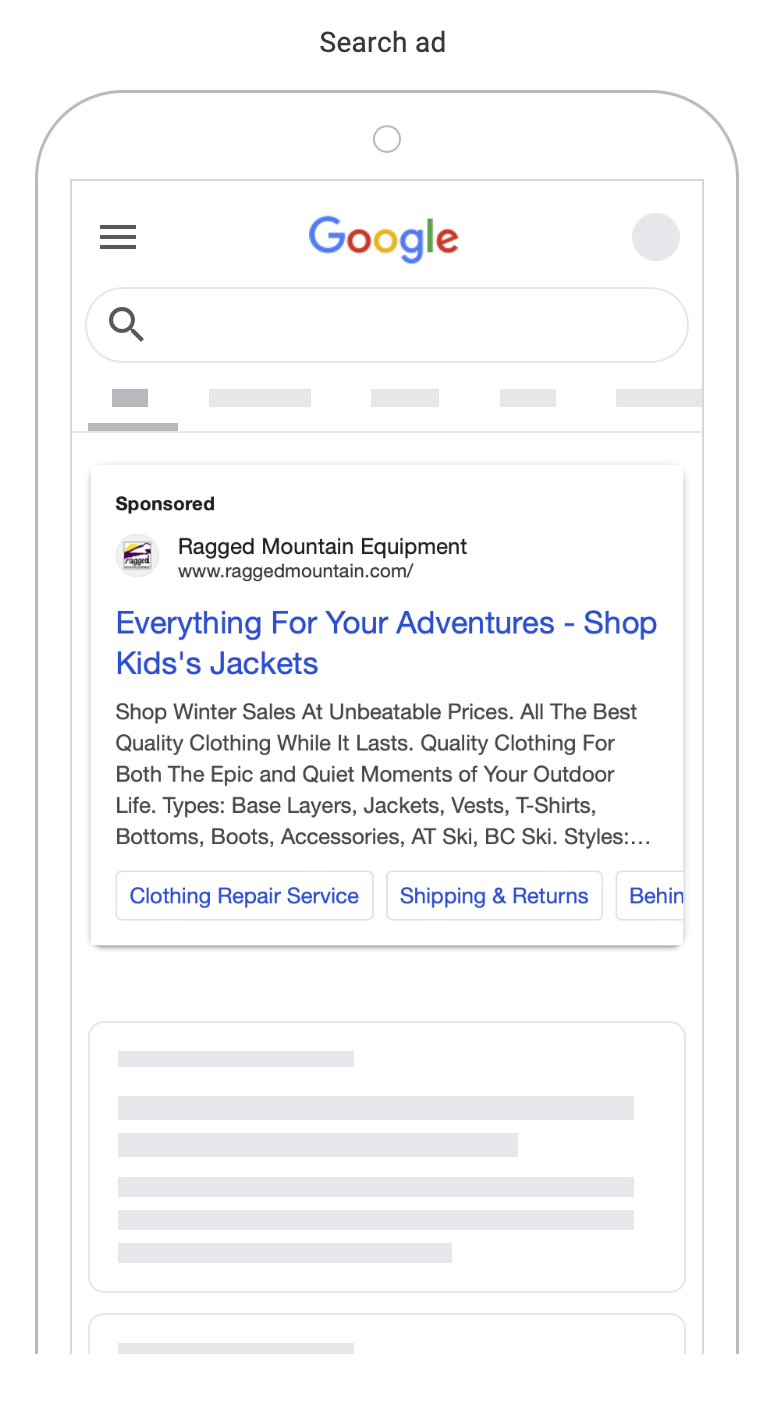 Search ad
Google
Sponsored
ragged
Ragged Mountain Equipment
www.raggedmountain.com/
Everything For Your Adventures - Shop
Kids's Jackets
Shop Winter Sales At Unbeatable Prices. All The Best
Quality Clothing While It Lasts. Quality Clothing For
Both The Epic and Quiet Moments of Your Outdoor
Life. Types: Base Layers, Jackets, Vests, T-Shirts,
Bottoms, Boots, Accessories, AT Ski, BC Ski. Styles:...
Clothing Repair Service
Shipping & Returns
Behin